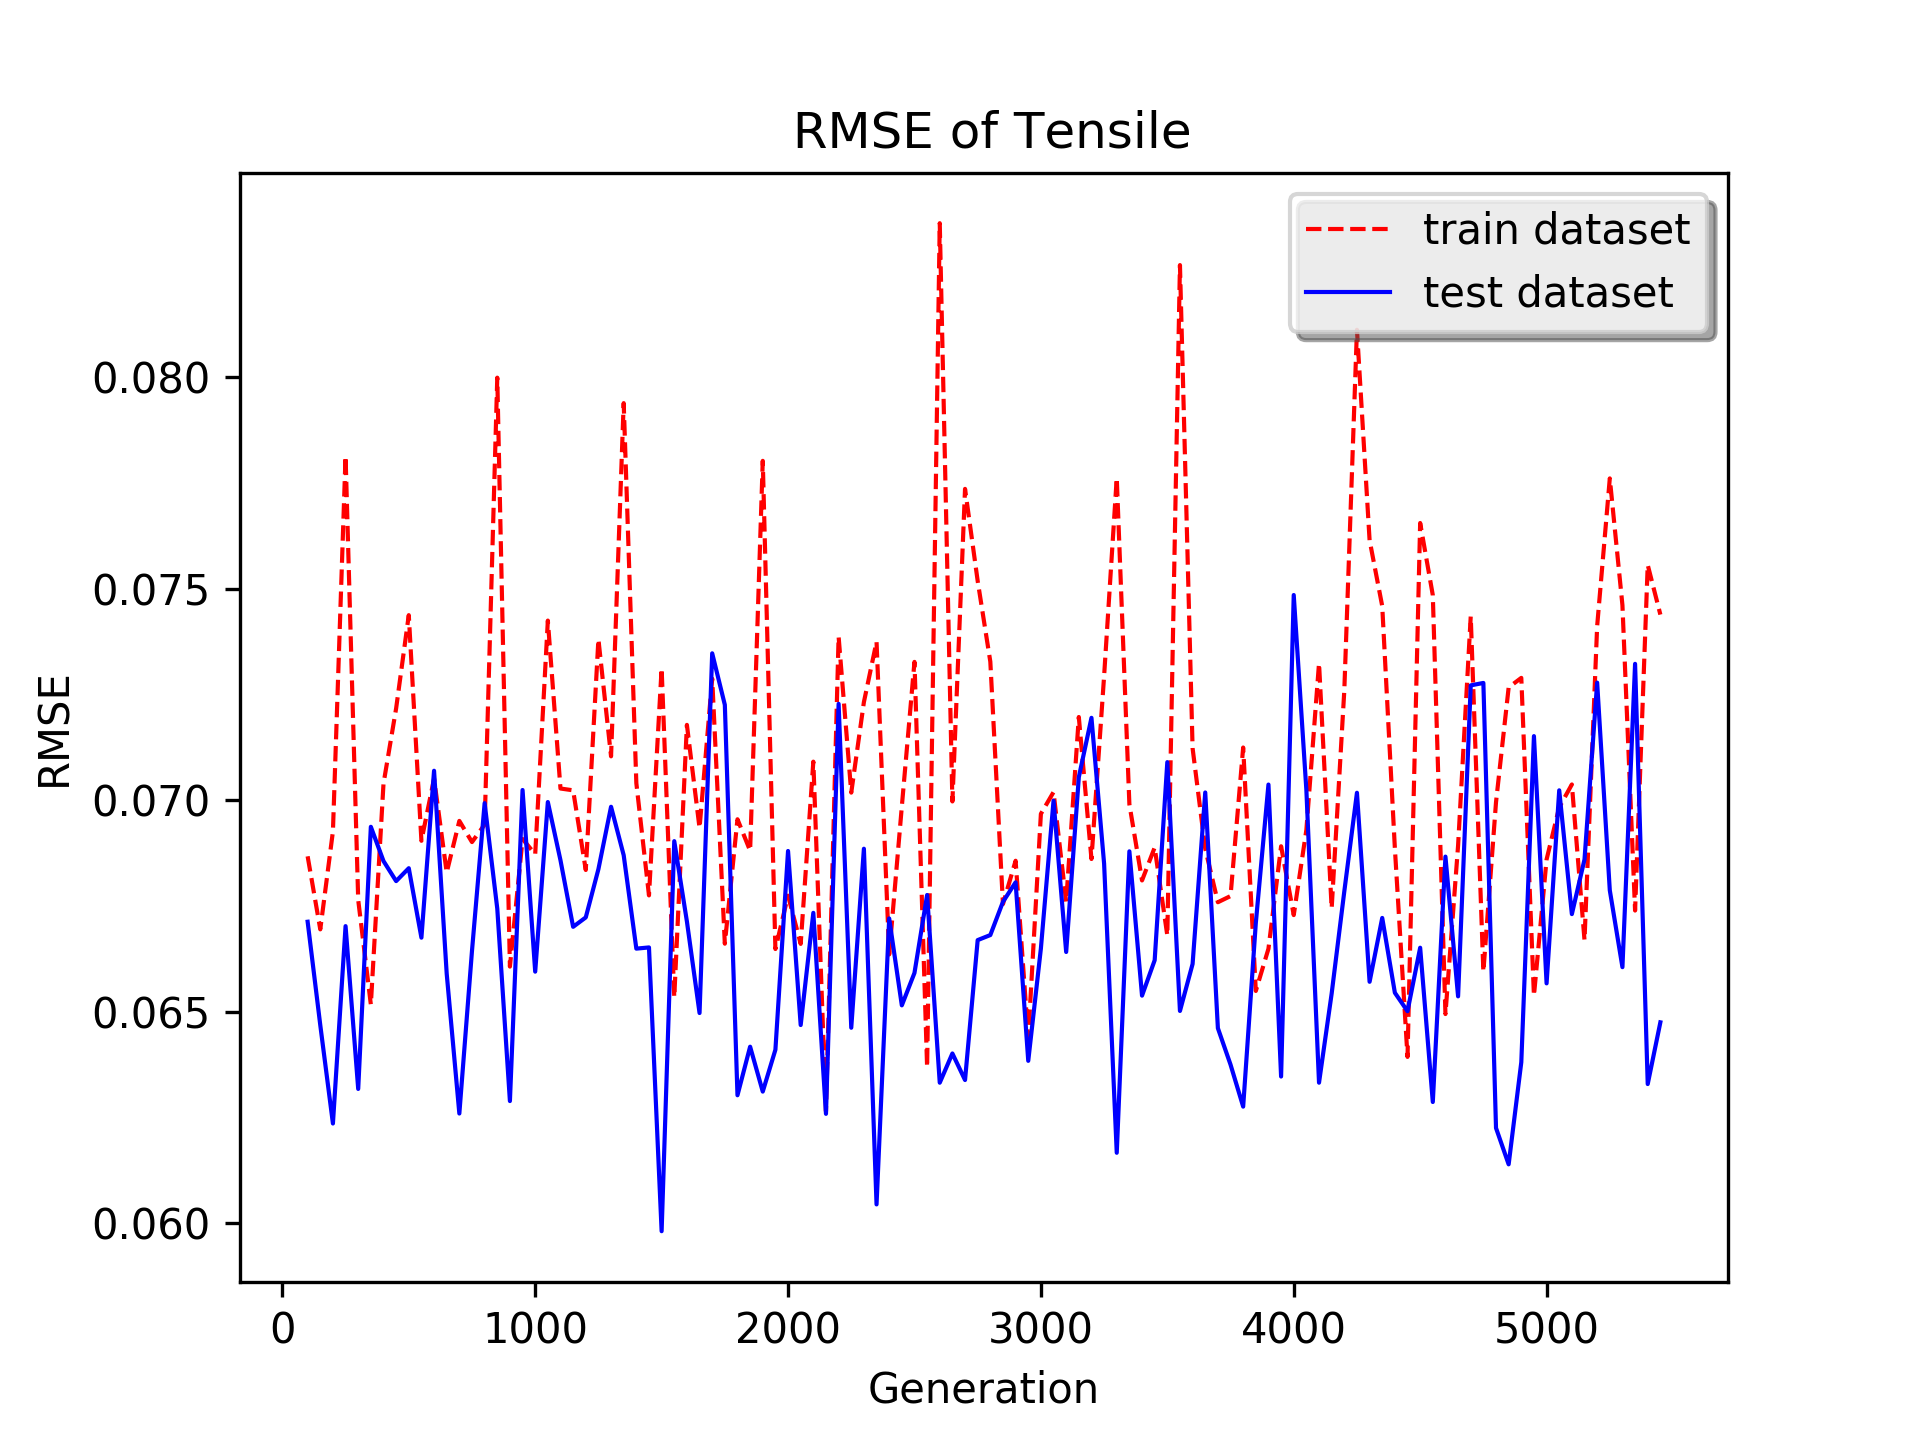 RMSE of Tensile
train dataset
test dataset
0.080
0.075
0.070
0.065
0.060
RMSE
0 1000 2000 3000 4000 5000
Generation